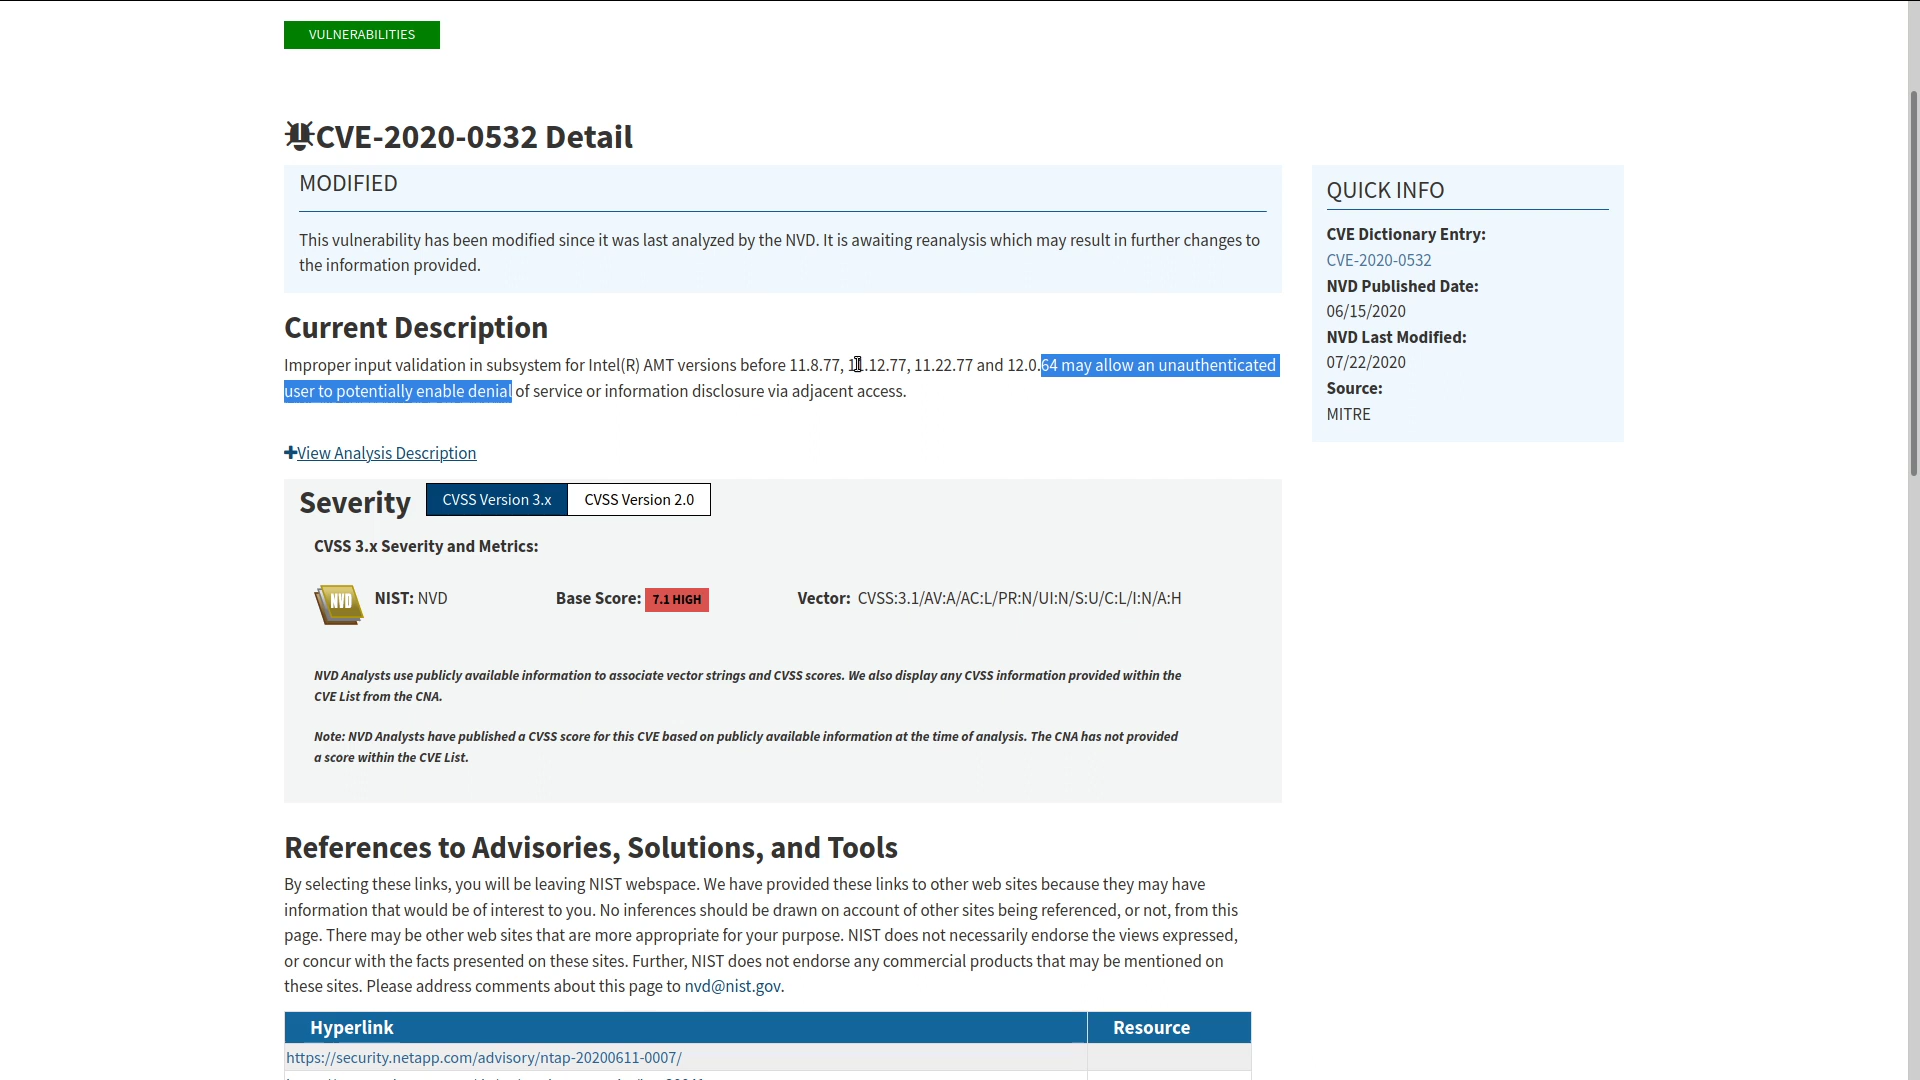 VULNERABILITIES
CVE-2020-0532 Detail
MODIFIED
This vulnerability has been modified since it was last analyzed by the NVD. It is awaiting reanalysis which may result in further changes to
the information provided.
Current Description
Improper input validation in subsystem for Intel(R) AMT versions before 11.8.77, 11.12.77, 11.22.77 and 12.0.64 may allow an unauthenticated
user to potentially enable denial of service or information disclosure via adjacent access.
View Analysis Description
Severity
CVSS Version 3.x
CVSS Version 2.0
CVSS 3.x Severity and Metrics:
NVD
NIST: NVD
Base Score: 7.1 HIGH
Vector: CVSS:3.1/AV:A/AC:L/PR:N/UI:N/S:U/C:L/I:N/A:H
NVD Analysts use publicly available information to associate vector strings and CVSS scores. We also display any CVSS information provided within the
CVE List from the CNA.
Note: NVD Analysts have published a CVSS score for this CVE based on publicly available information at the time of analysis. The CNA has not provided
a score within the CVE List.
References to Advisories, Solutions, and Tools
By selecting these links, you will be leaving NIST webspace. We have provided these links to other web sites because they may have
information that would be of interest to you. No inferences should be drawn on account of other sites being referenced, or not, from this
page. There may be other web sites that are more appropriate for your purpose. NIST does not necessarily endorse the views expressed,
or concur with the facts presented on these sites. Further, NIST does not endorse any commercial products that may be mentioned on
these sites. Please address comments about this page to nvd@nist.gov.
Hyperlink
Resource
https://security.netapp.com/advisory/ntap-20200611-0007/
QUICK INFO
CVE Dictionary Entry:
CVE-2020-0532
NVD Published Date:
06/15/2020
NVD Last Modified:
07/22/2020
Source:
MITRE